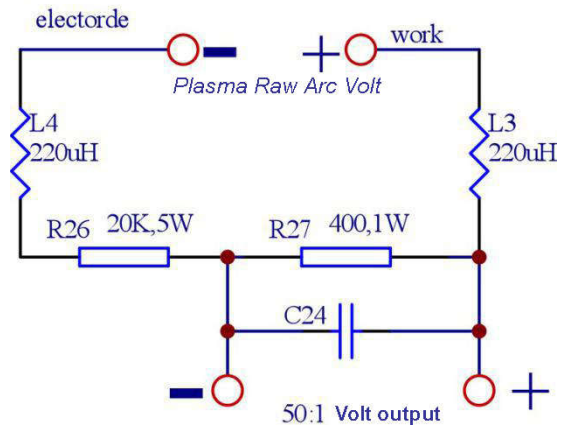 electorde
work
Plasma Raw Arc Volt
L4
220uH
L3
220uH
R26
20K,5W
R27
400,1W
C24
50:1 Volt output